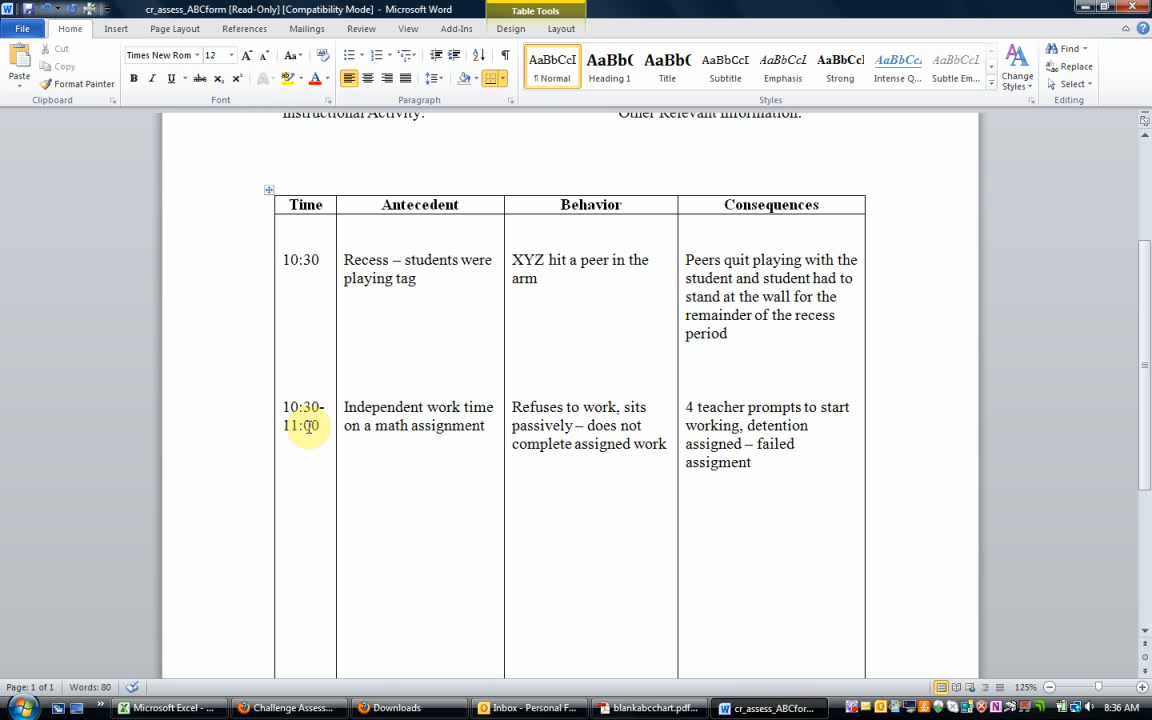 cr_assess_ABCform [Read-Only] [Compatibility Mode] - Microsoft Word
Table Tools
File Home Insert Page Layout References Mailings Review View Add-Ins Design Layout
Paste
Cut
Copy
Format Painter
Clipboard
Times New Rom 12
Font
Paragraph
AaBbCcI AaBb( AaBb( AaBbCcI AaBbCcI AaBbCcI AaBbCcI AaBbCcI
¶ Normal Heading 1 Title Subtitle Emphasis Strong Intense Q... Subtle Em...
Change
Styles
Styles
Find
Replace
Select
Editing
Instructional Activity: Other Relevant Information:
Time Antecedent Behavior Consequences
10:30 Recess – students were XYZ hit a peer in the Peers quit playing with the
playing tag arm student and student had to
stand at the wall for the
remainder of the recess
period
10:30- Independent work time Refuses to work, sits 4 teacher prompts to start
11:00 on a math assignment passively – does not working, detention
complete assigned work assigned – failed
assigment
Page: 1 of 1 Words: 80 125%
Microsoft Excel - ... Challenge Assess... Downloads Inbox - Personal F... blankabcchart.pdf... cr_assess_ABCfor... 8:36 AM